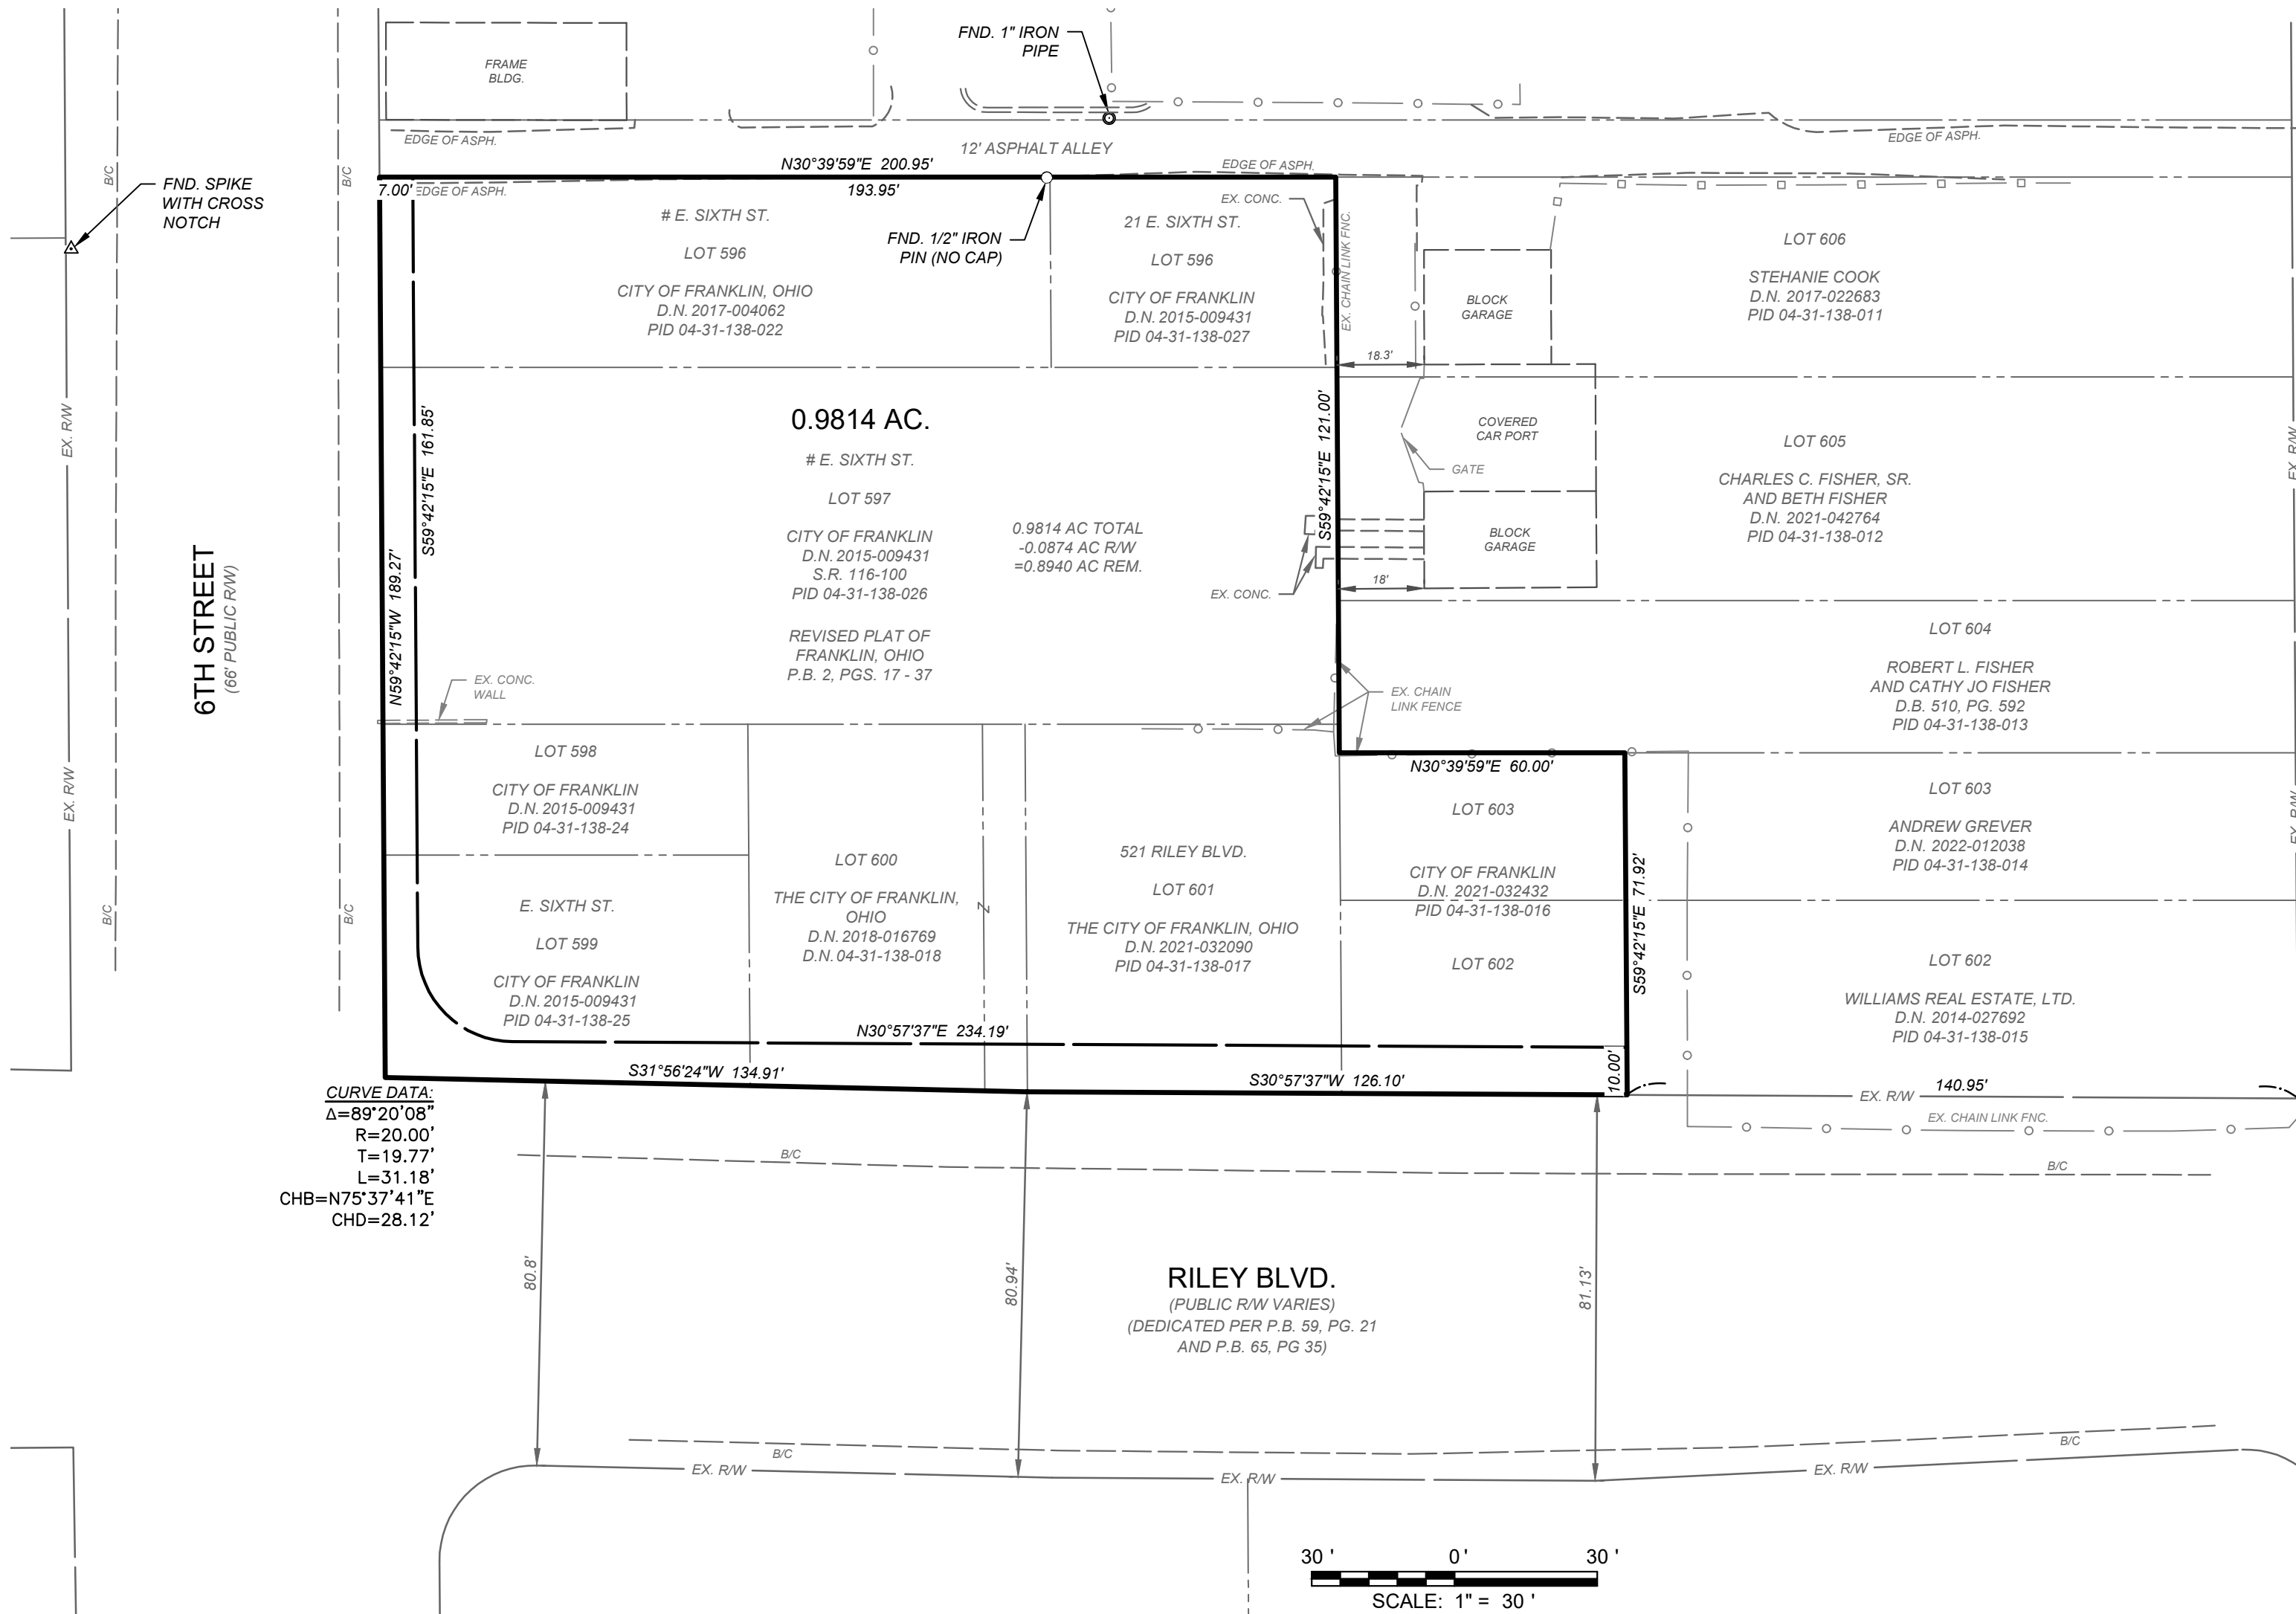 FND. 1" IRON
PIPE
FRAME
BLDG.
EDGE OF ASPH.
12' ASPHALT ALLEY
EDGE OF ASPH.
EDGE OF ASPH.
N30°39'59"E 200.95'
7.00'
EDGE OF ASPH.
193.95'
B/C
B/C
FND. SPIKE
WITH CROSS
NOTCH
# E. SIXTH ST.
LOT 596
CITY OF FRANKLIN, OHIO
D.N. 2017-004062
PID 04-31-138-022
FND. 1/2" IRON
PIN (NO CAP)
21 E. SIXTH ST.
LOT 596
CITY OF FRANKLIN
D.N. 2015-009431
PID 04-31-138-027
EX. CONC.
EX. CHAIN LINK FNC.
BLOCK
GARAGE
LOT 606
STEHANIE COOK
D.N. 2017-022683
PID 04-31-138-011
18.3'
EX. R/W
S59°42'15"E 161.85'
0.9814 AC.
# E. SIXTH ST.
LOT 597
CITY OF FRANKLIN
D.N. 2015-009431
S.R. 116-100
PID 04-31-138-026
REVISED PLAT OF
FRANKLIN, OHIO
P.B. 2, PGS. 17 - 37
0.9814 AC TOTAL
-0.0874 AC R/W
=0.8940 AC REM.
S59°42'15"E 121.00'
COVERED
CAR PORT
GATE
LOT 605
CHARLES C. FISHER, SR.
AND BETH FISHER
D.N. 2021-042764
PID 04-31-138-012
EX. R/W
BLOCK
GARAGE
EX. CONC.
18'
6TH STREET
(66' PUBLIC R/W)
N59°42'15"W 189.27'
LOT 604
ROBERT L. FISHER
AND CATHY JO FISHER
D.B. 510, PG. 592
PID 04-31-138-013
EX. CONC.
WALL
EX. CHAIN
LINK FENCE
EX. R/W
EX. R/W
N30°39'59"E 60.00'
LOT 598
CITY OF FRANKLIN
D.N. 2015-009431
PID 04-31-138-24
LOT 603
LOT 603
ANDREW GREVER
D.N. 2022-012038
PID 04-31-138-014
B/C
B/C
E. SIXTH ST.
LOT 599
CITY OF FRANKLIN
D.N. 2015-009431
PID 04-31-138-25
LOT 600
THE CITY OF FRANKLIN,
OHIO
D.N. 2018-016769
D.N. 04-31-138-018
Z
521 RILEY BLVD.
LOT 601
THE CITY OF FRANKLIN, OHIO
D.N. 2021-032090
PID 04-31-138-017
CITY OF FRANKLIN
D.N. 2021-032432
PID 04-31-138-016
LOT 602
S59°42'15"E 71.92'
LOT 602
WILLIAMS REAL ESTATE, LTD.
D.N. 2014-027692
PID 04-31-138-015
N30°57'37"E 234.19'
S31°56'24"W 134.91'
S30°57'37"W 126.10'
10.00'
140.95'
EX. R/W
EX. CHAIN LINK FNC.
CURVE DATA:
Δ=89°20'08"
R=20.00'
T=19.77'
L=31.18'
CHB=N75°37'41"E
CHD=28.12'
B/C
B/C
80.8'
80.94'
81.13'
RILEY BLVD.
(PUBLIC R/W VARIES)
(DEDICATED PER P.B. 59, PG. 21
AND P.B. 65, PG 35)
B/C
B/C
EX. R/W
EX. R/W
EX. R/W
30 ' 0 ' 30 '
SCALE: 1" = 30 '